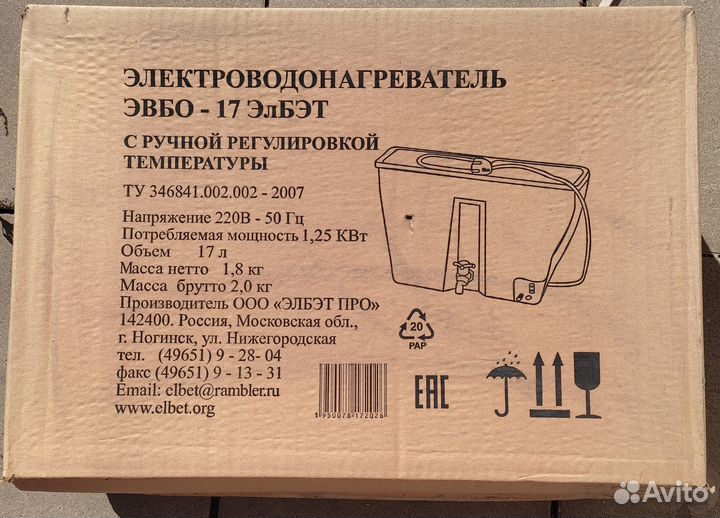 ЭЛЕКТРОВОДОНАГРЕВАТЕЛЬ
ЭВБО - 17 ЭлБЭТ
С РУЧНОЙ РЕГУЛИРОВКОЙ
ТЕМПЕРАТУРЫ
ТУ 346841.002.002 - 2007
Напряжение 220В - 50 Гц
Потребляемая мощность 1,25 КВт
Объем 17 л
Масса нетто 1,8 кг
Масса брутто 2,0 кг
Производитель ООО «ЭЛБЭТ ПРО»
142400. Россия, Московская обл.,
г. Ногинск, ул. Нижегородская
тел. (49651) 9 - 28- 04
факс (49651) 9 - 13 - 31
Email: elbet@rambler.ru
www.elbet.org
1 950078 172026
20
PAP
EAC
Avito